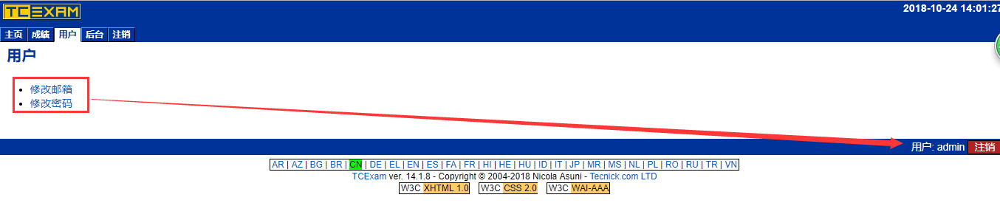 TCEXAM
2018-10-24 14:01:27
主页 成绩 用户 后台 注销
用户
修改邮箱
修改密码
用户: admin 注销
AR | AZ | BG | BR | CN | DE | EL | EN | ES | FA | FR | HI | HE | HU | ID | IT | JP | MR | MS | NL | PL | RO | RU | TR | VN
TCExam ver. 14.1.8 - Copyright © 2004-2018 Nicola Asuni - Tecnick.com LTD
W3C XHTML 1.0 W3C CSS 2.0 W3C WAI-AAA